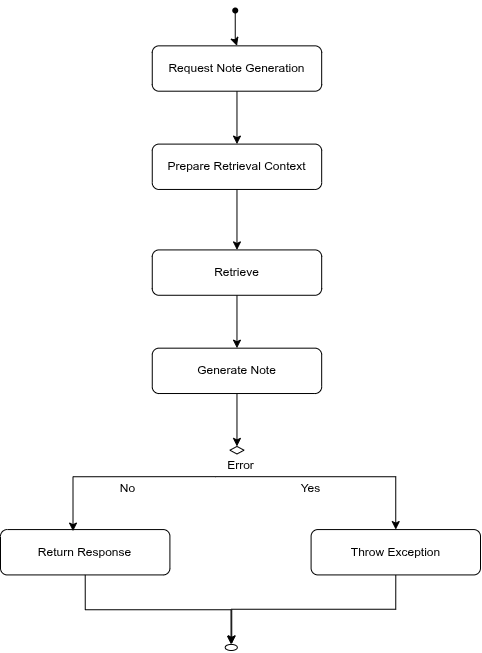 Request Note Generation
Prepare Retrieval Context
Retrieve
Generate Note
Error
No
Yes
Return Response
Throw Exception